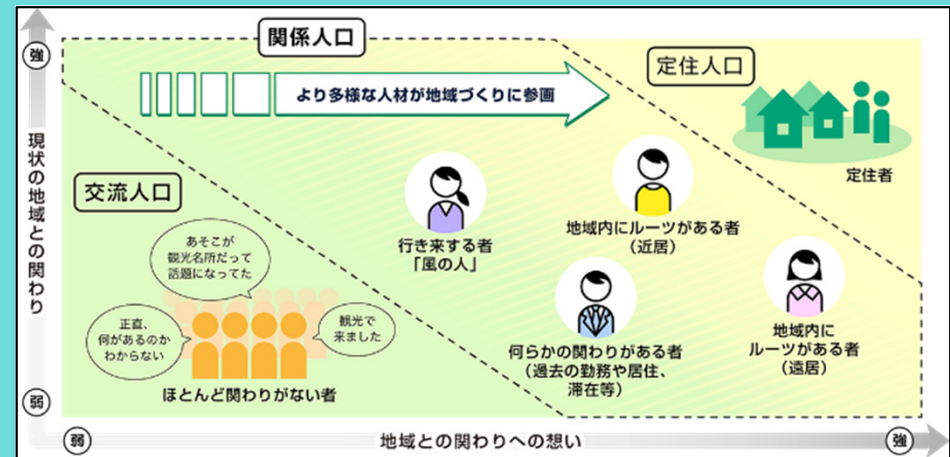 強
関係人口
定住人口
より多様な人材が地域づくりに参画
現状の地域との関わり
定住者
交流人口
あそこが
観光名所だって
話題になってた
行き来する者
「風の人」
地域内にルーツがある者
（近居）
正直、
何があるのか
わからない
観光で
来ました
何らかの関わりがある者
（過去の勤務や居住、
滞在等）
地域内に
ルーツがある者
（遠居）
ほとんど関わりがない者
弱
弱
地域との関わりへの想い
強